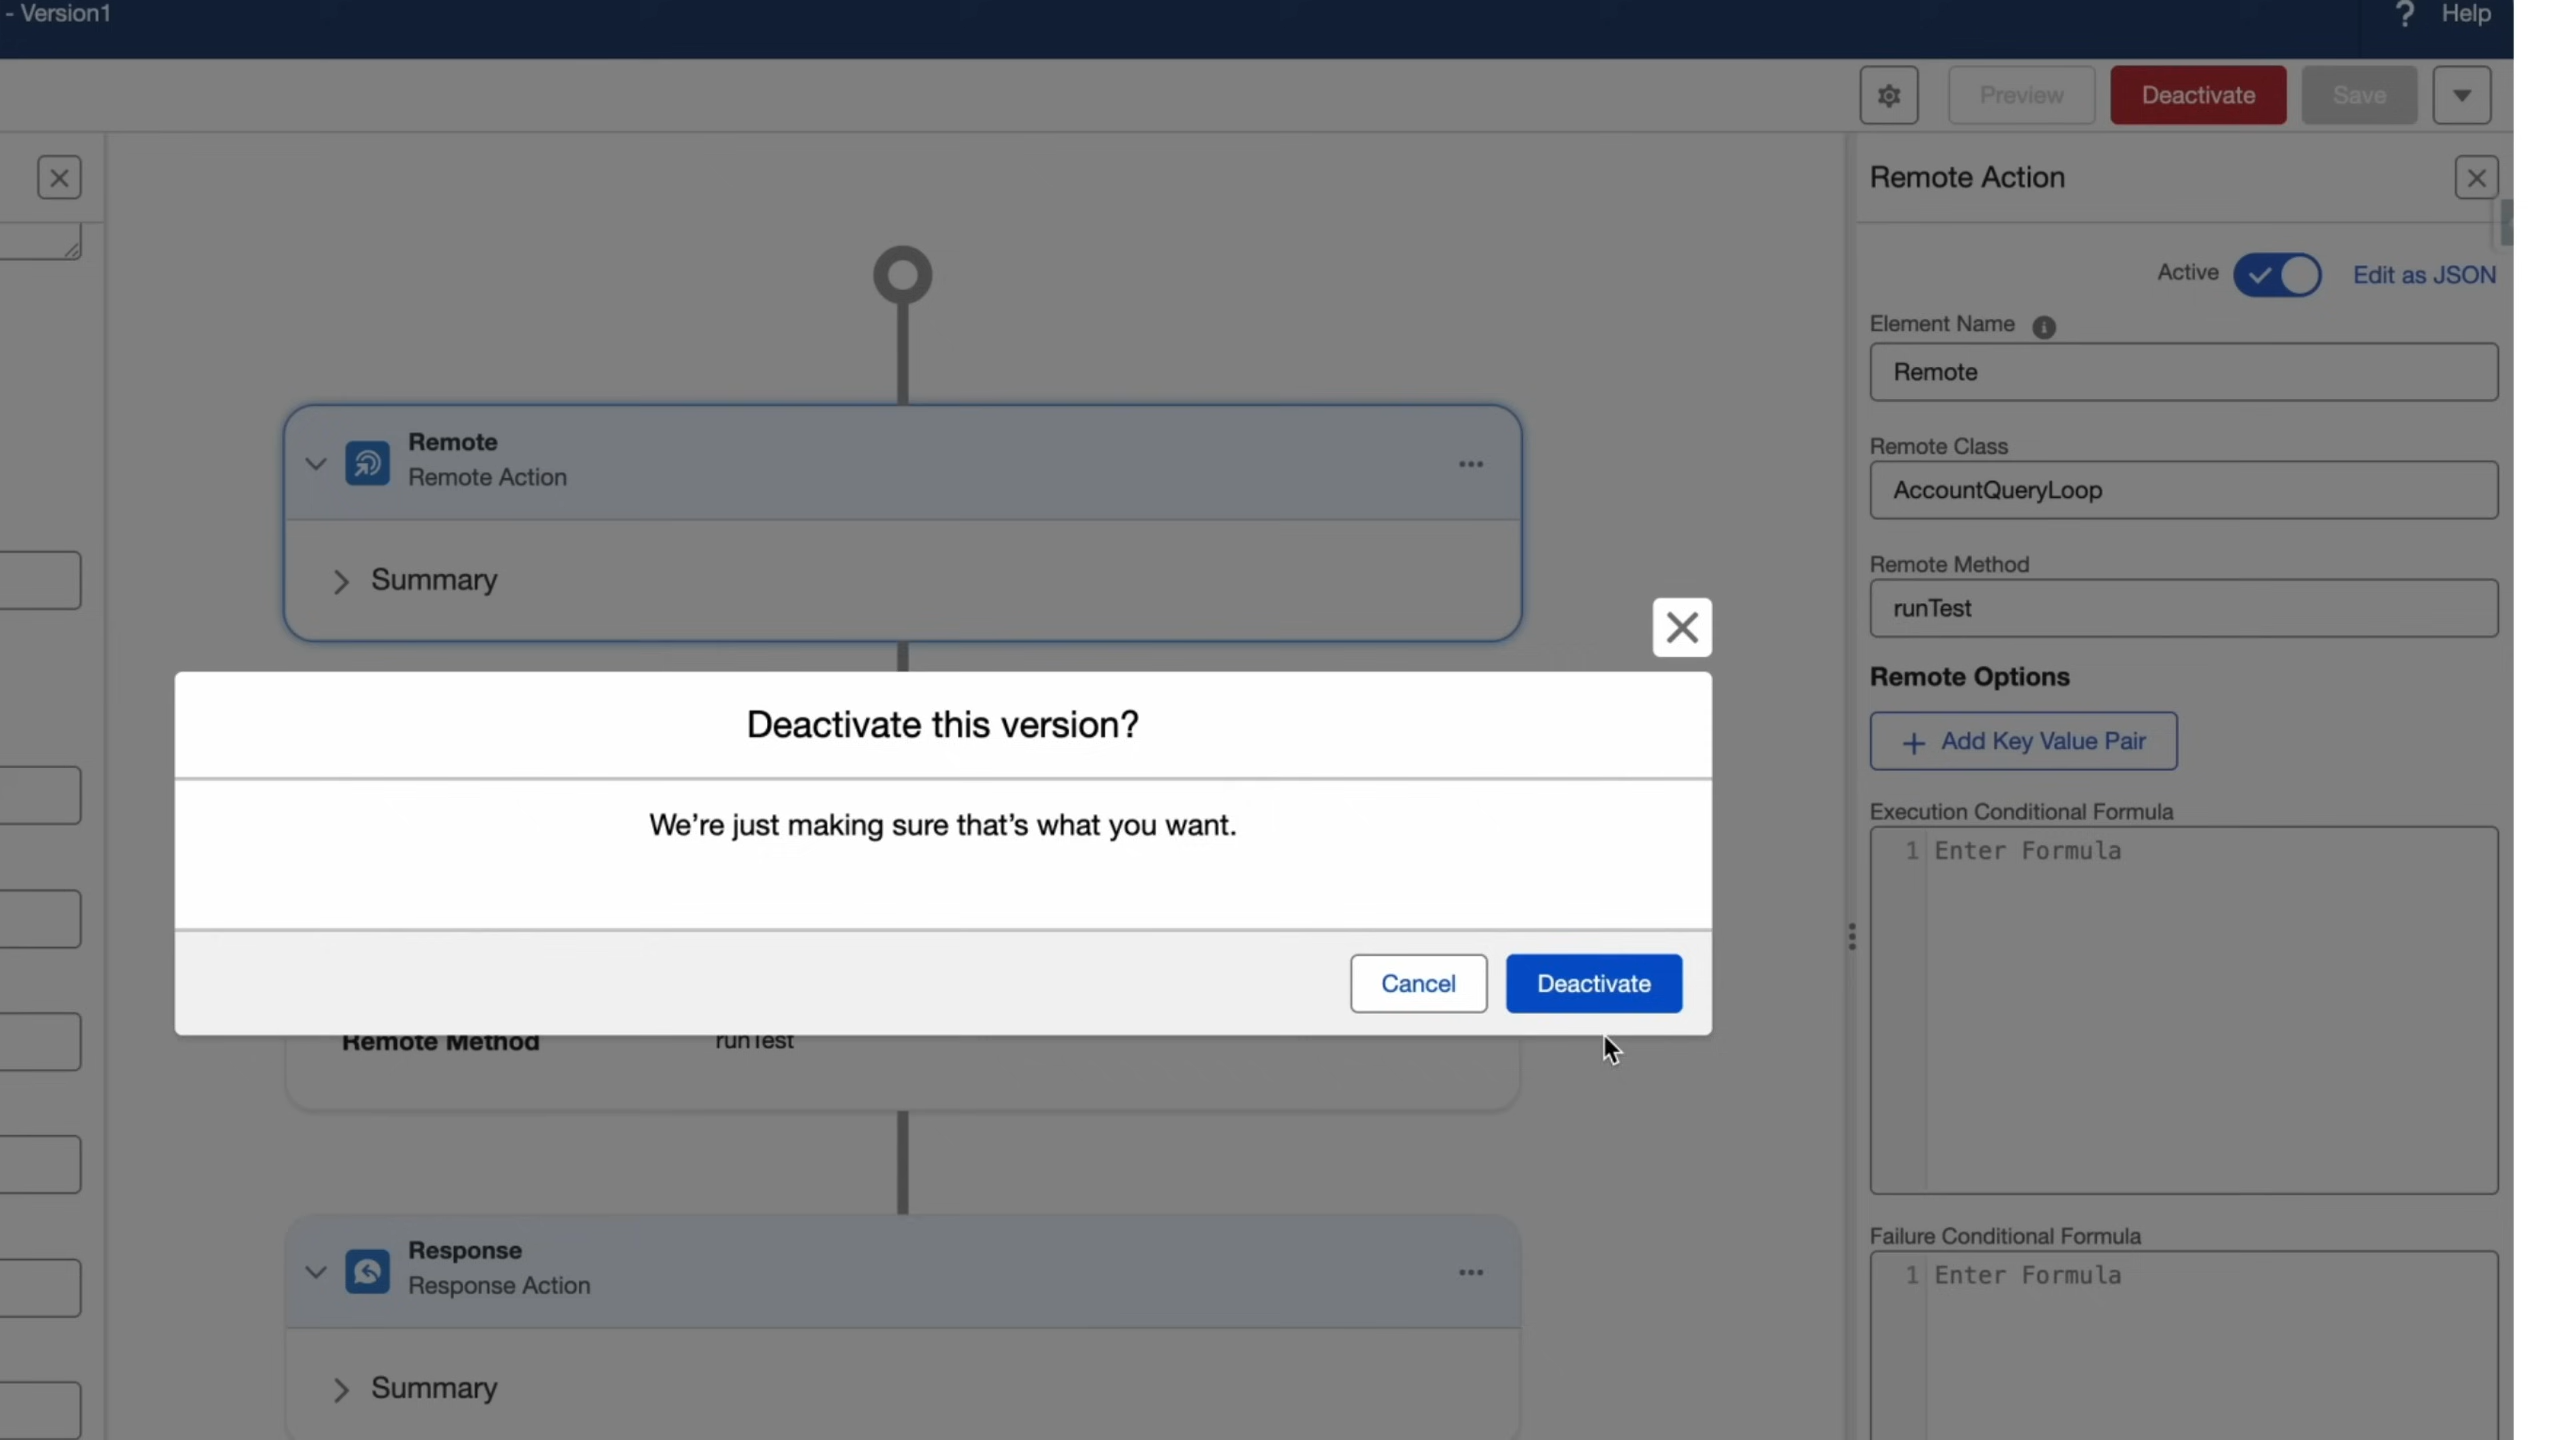 - Version1
? Help
Preview
Deactivate
Save
Remote Action
Active
Edit as JSON
Element Name
Remote
Remote Class
AccountQueryLoop
Remote Method
runTest
Remote Options
+ Add Key Value Pair
Execution Conditional Formula
1 Enter Formula
Failure Conditional Formula
1 Enter Formula
Remote
Remote Action
Summary
Deactivate this version?
We’re just making sure that’s what you want.
Cancel
Deactivate
Remote Method runTest
Response
Response Action
Summary